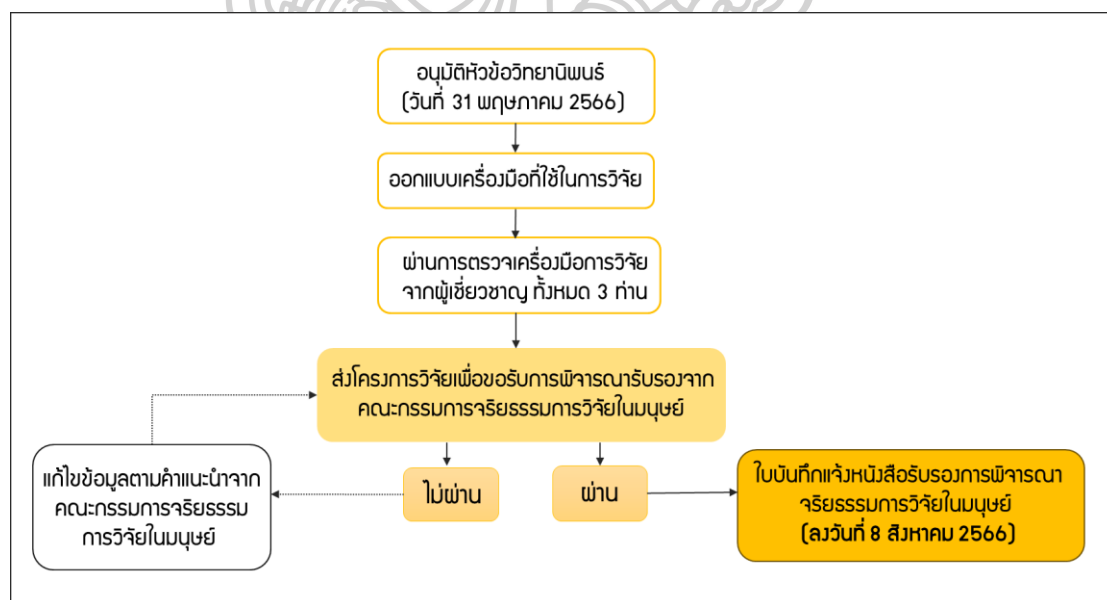 อนุมัติหัวข้อวิทยานิพนธ์
(วันที่ 31 พฤษภาคม 2566)
ออกแบบเครื่องมือที่ใช้ในการวิจัย
ผ่านการตรวจเครื่องมือการวิจัย
จากผู้เชี่ยวชาญ ทั้งหมด 3 ท่าน
ส่งโครงการวิจัยเพื่อขอรับการพิจารณารับรองจาก
คณะกรรมการจริยธรรมการวิจัยในมนุษย์
แก้ไขข้อมูลตามคำแนะนำจาก
คณะกรรมการจริยธรรม
การวิจัยในมนุษย์
ไม่ผ่าน
ผ่าน
ใบบันทึกแจ้งหนังสือรับรองการพิจารณา
จริยธรรมการวิจัยในมนุษย์
(ลงวันที่ 8 สิงหาคม 2566)